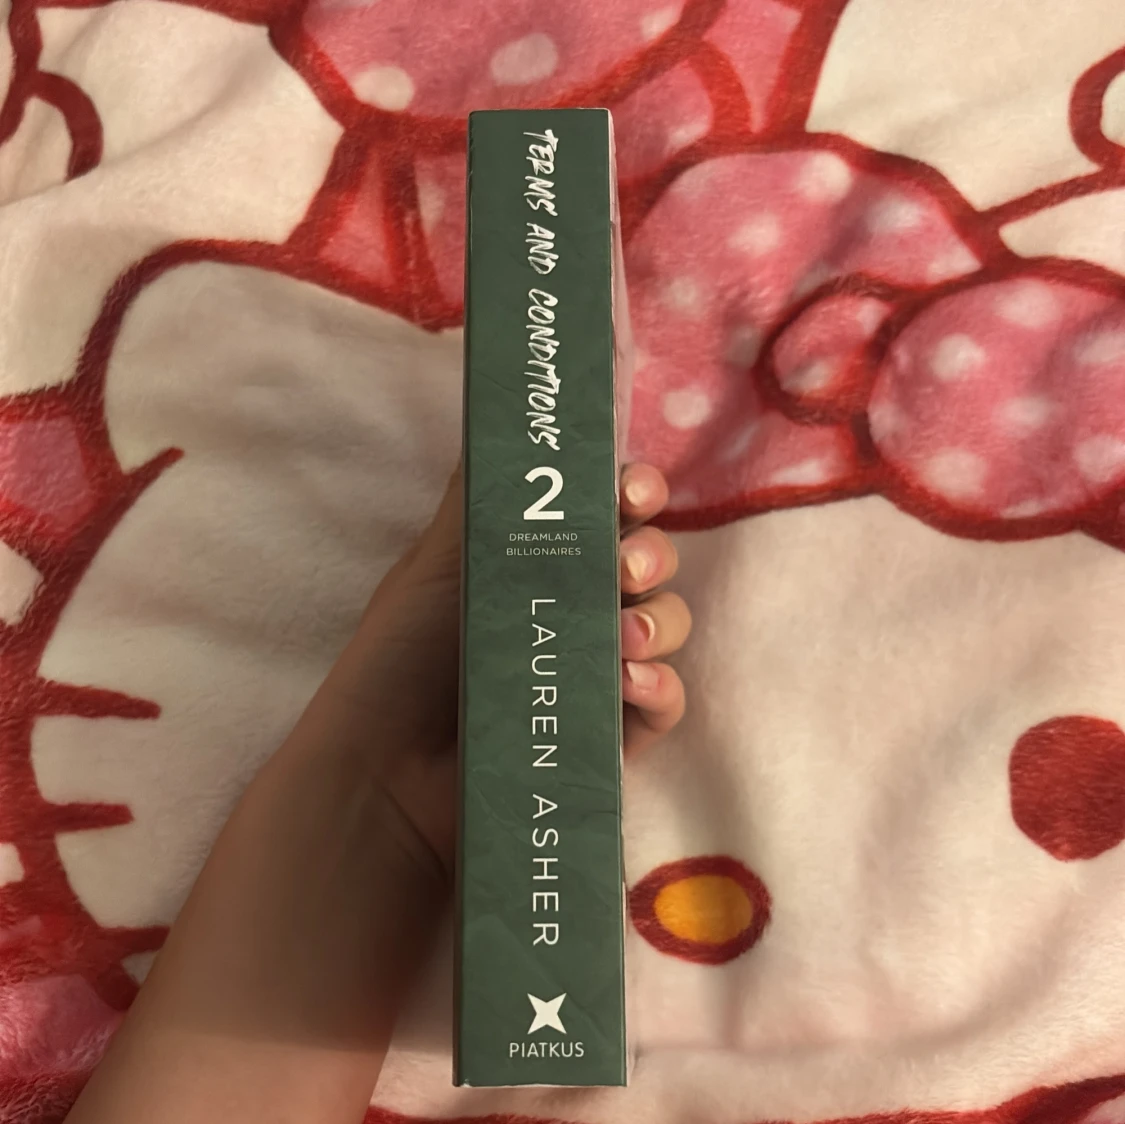 TERMS AND CONDITIONS
2
DREAMLAND
BILLIONAIRES
LAUREN ASHER
PIATKUS